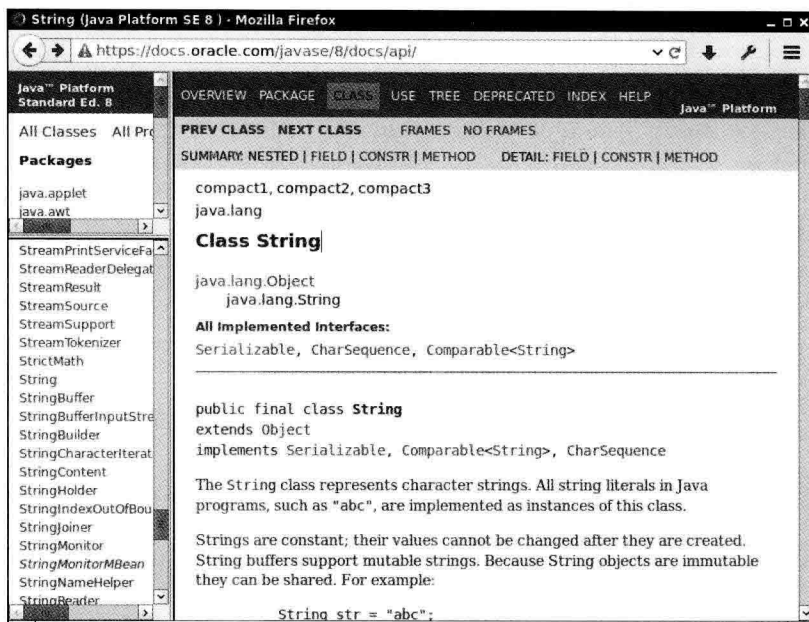 String (Java Platform SE 8 ) - Mozilla Firefox
https://docs.oracle.com/javase/8/docs/api/
Java™ Platform
Standard Ed. 8
All Classes All Pro
Packages
java.applet
java.awt
StreamPrintServiceFa
StreamReaderDelegat
StreamResult
StreamSource
StreamSupport
StreamTokenizer
StrictMath
String
StringBuffer
StringBufferInputStre
StringBuilder
StringCharacterIterat
StringContent
StringHolder
StringIndexOutOfBou
StringJoiner
StringMonitor
StringMonitorMBean
StringNameHelper
StringReader
OVERVIEW PACKAGE CLASS USE TREE DEPRECATED INDEX HELP
Java™ Platform
PREV CLASS NEXT CLASS FRAMES NO FRAMES
SUMMARY: NESTED | FIELD | CONSTR | METHOD DETAIL: FIELD | CONSTR | METHOD
compact1, compact2, compact3
java.lang
Class String
java.lang.Object
java.lang.String
All Implemented Interfaces:
Serializable, CharSequence, Comparable<String>
public final class String
extends Object
implements Serializable, Comparable<String>, CharSequence
The String class represents character strings. All string literals in Java
programs, such as "abc", are implemented as instances of this class.
Strings are constant; their values cannot be changed after they are created.
String buffers support mutable strings. Because String objects are immutable
they can be shared. For example:
String str = "abc";